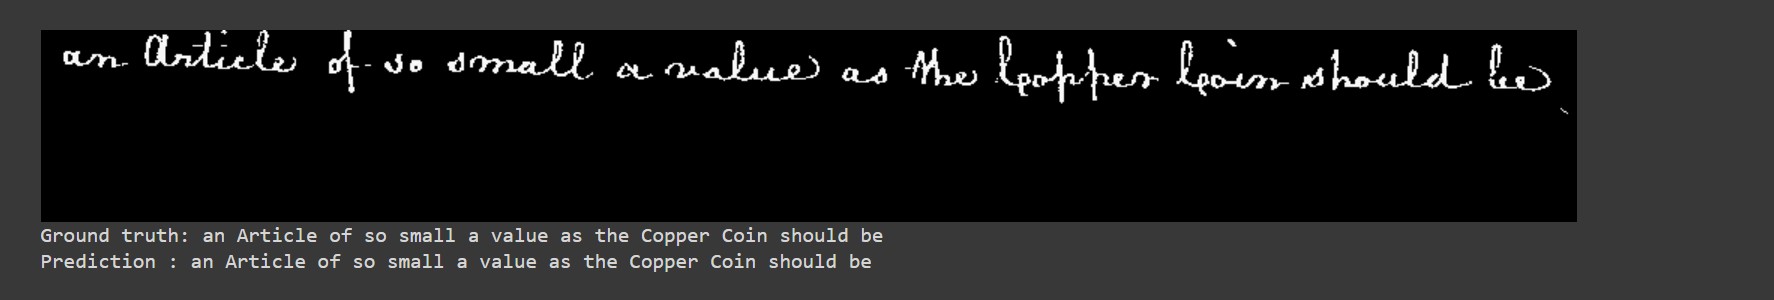 an Article of so small a value as the Copper Coin should be
Ground truth: an Article of so small a value as the Copper Coin should be
Prediction : an Article of so small a value as the Copper Coin should be